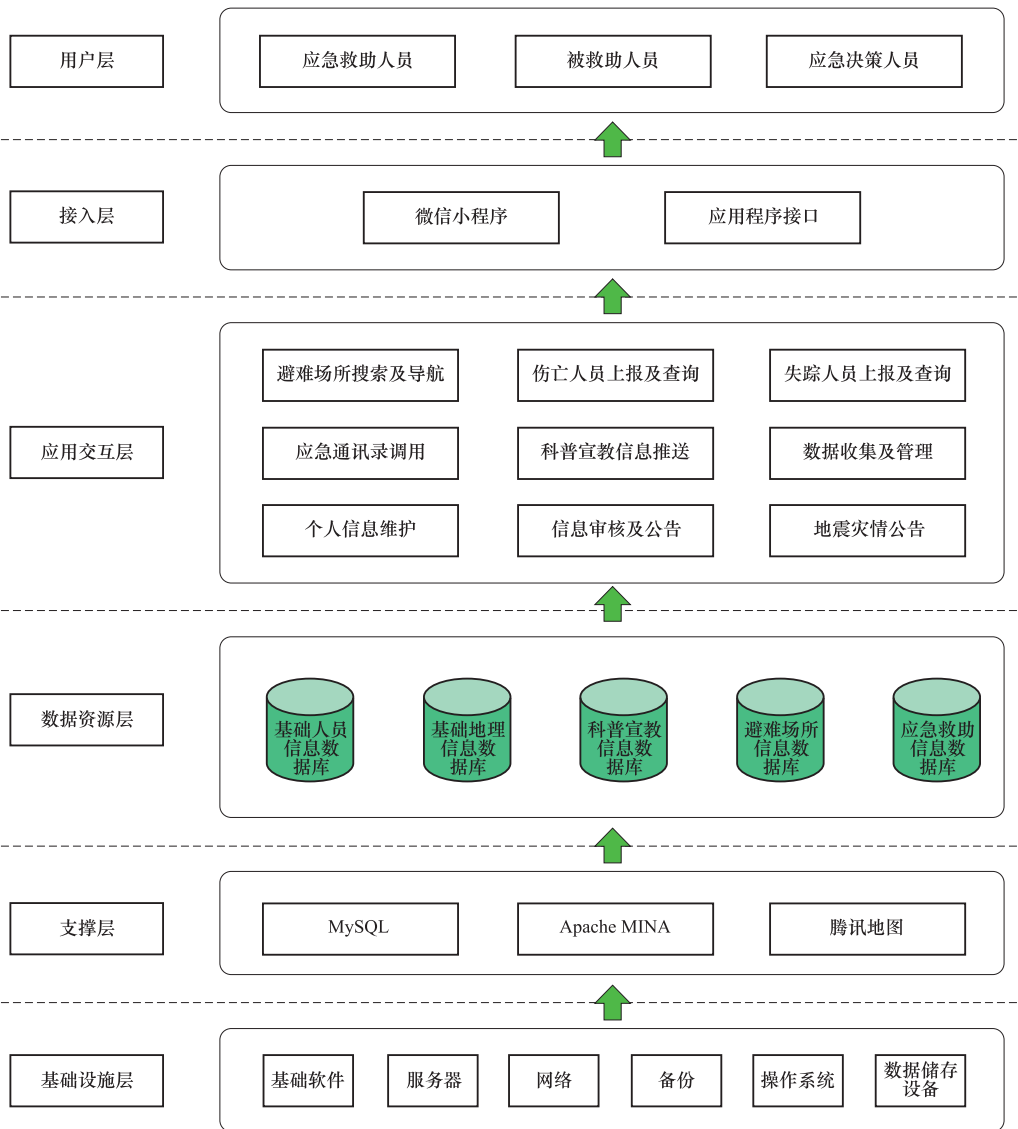 用户层
应急救助人员
被救助人员
应急决策人员
接入层
微信小程序
应用程序接口
应用交互层
避难场所搜索及导航
伤亡人员上报及查询
失踪人员上报及查询
应急通讯录调用
科普宣教信息推送
数据收集及管理
个人信息维护
信息审核及公告
地震灾情公告
数据资源层
基础人员
信息数
据库
基础地理
信息数
据库
科普宣教
信息数
据库
避难场所
信息数
据库
应急救助
信息数
据库
支撑层
MySQL
Apache MINA
腾讯地图
基础设施层
基础软件
服务器
网络
备份
操作系统
数据储存
设备